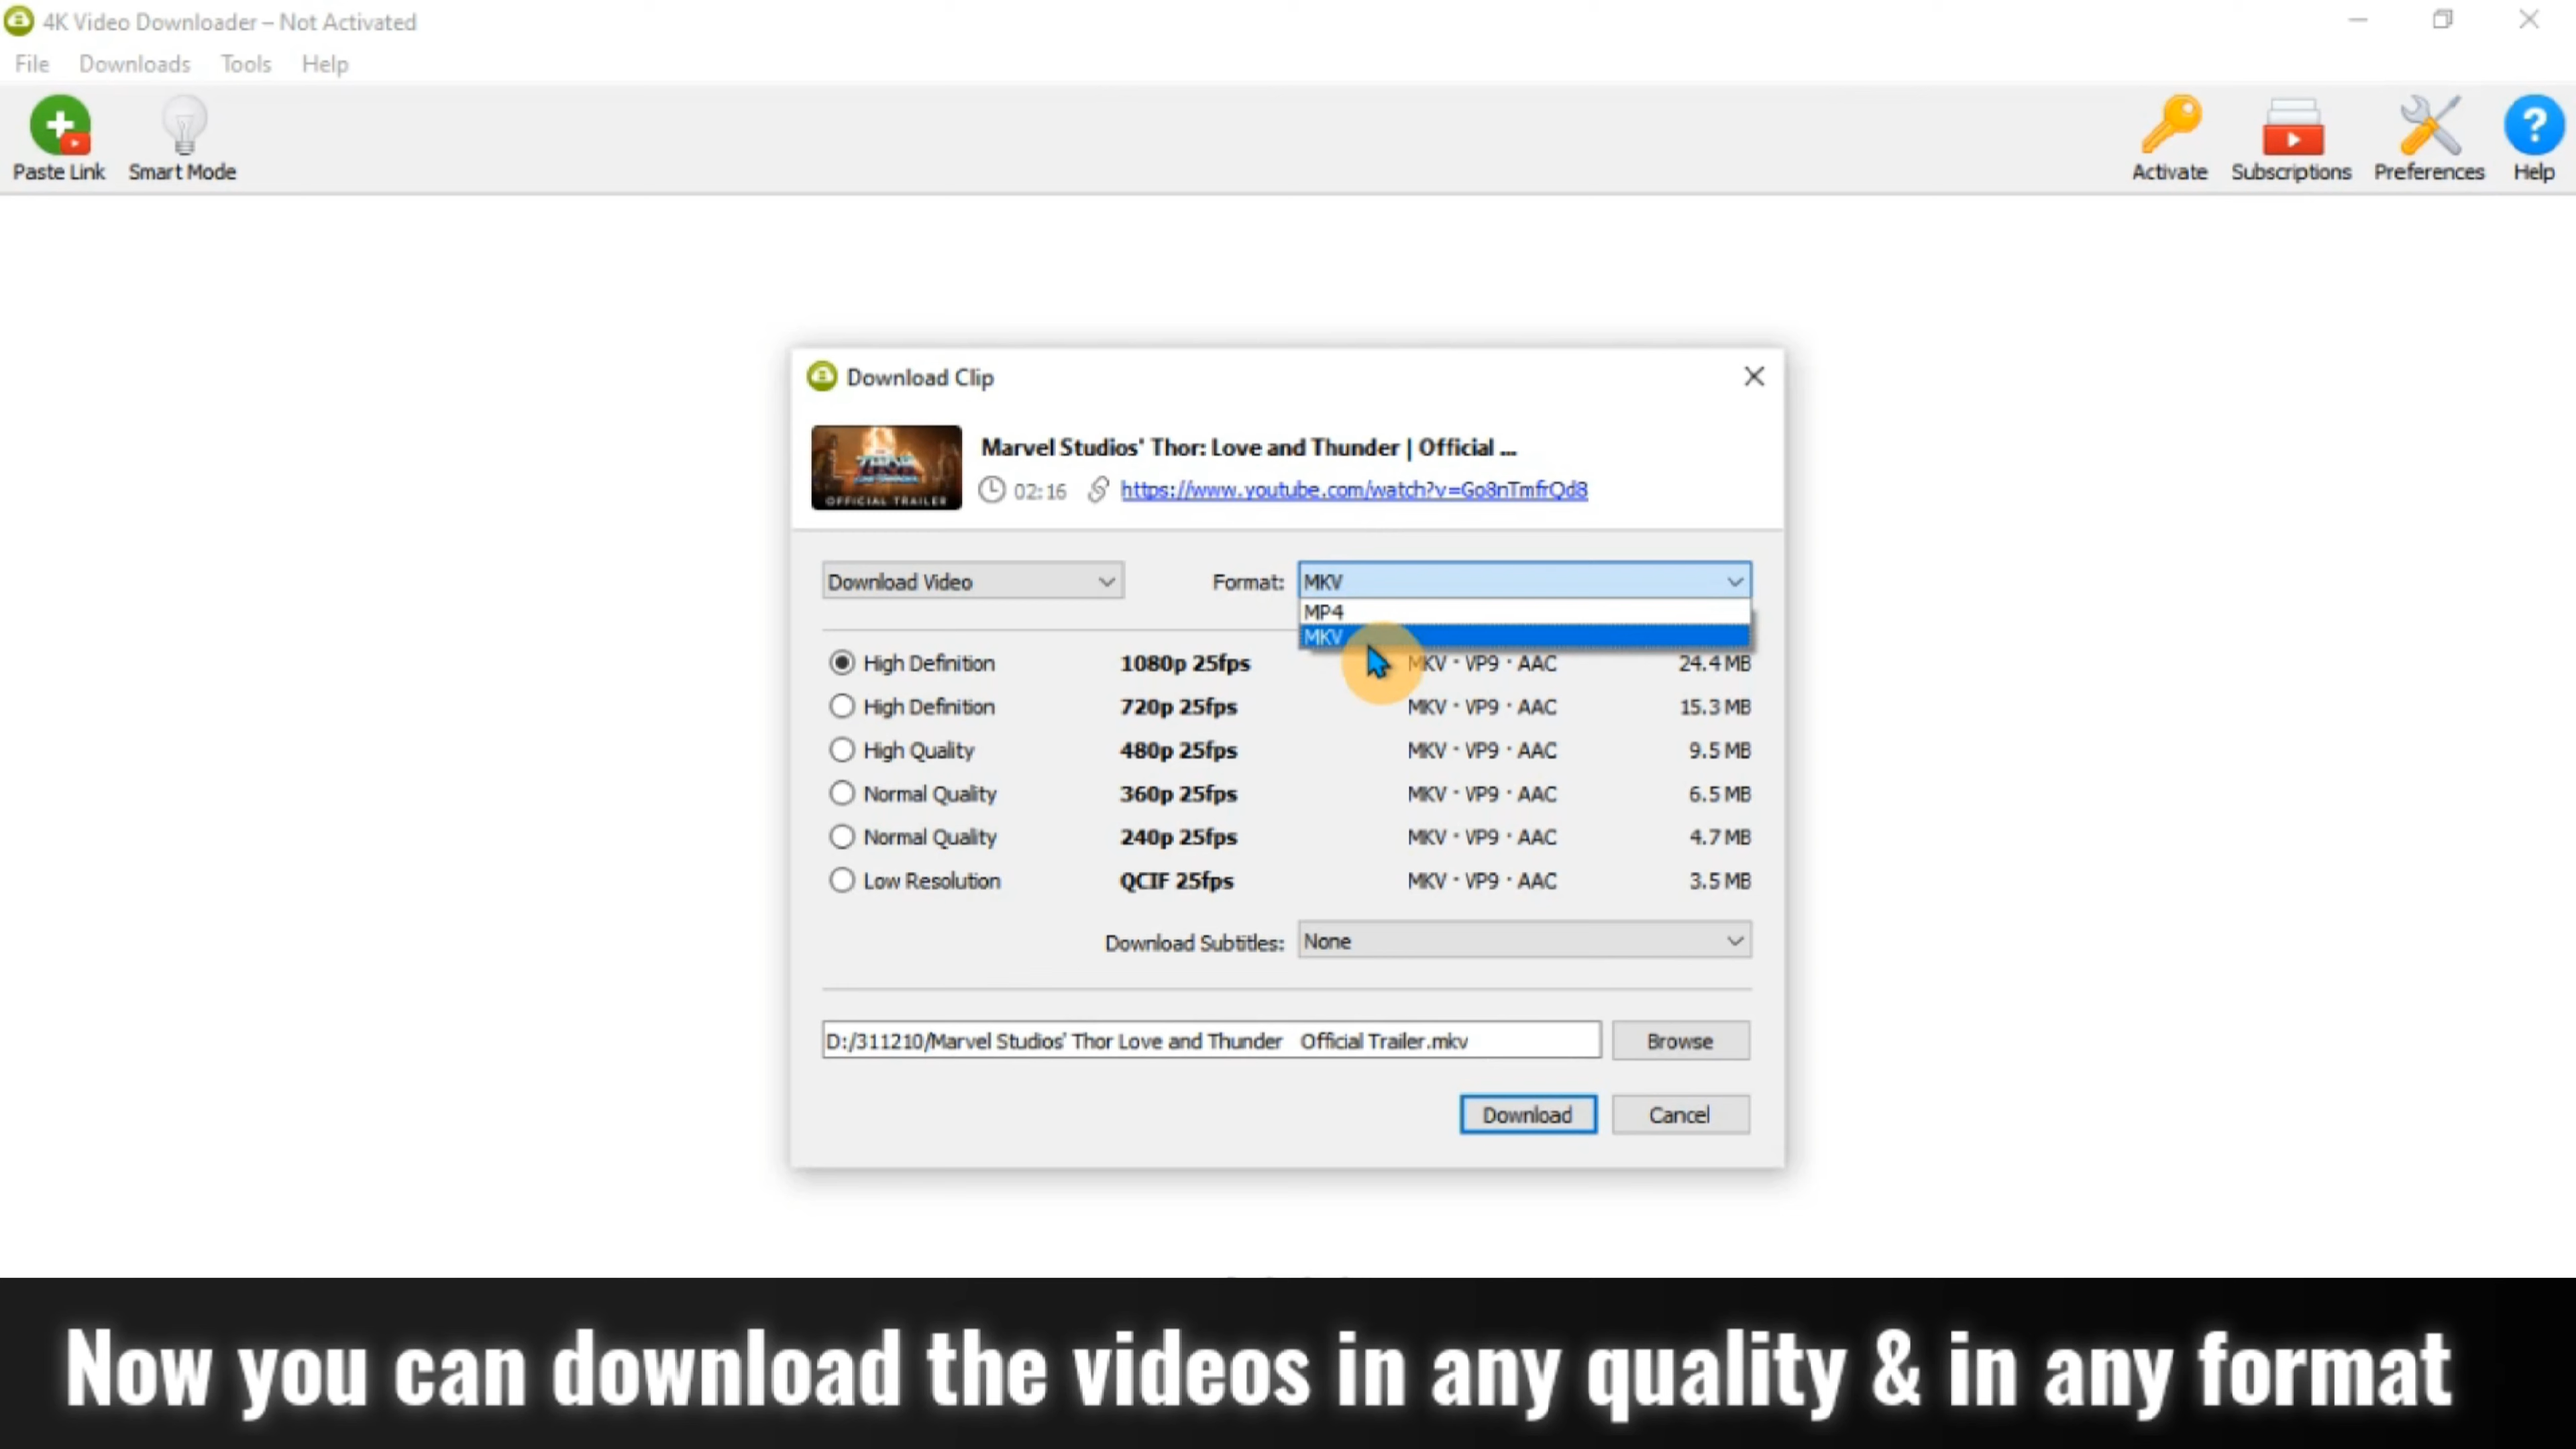 4K Video Downloader – Not Activated
File Downloads Tools Help
Paste Link Smart Mode Activate Subscriptions Preferences Help
Download Clip
Marvel Studios' Thor: Love and Thunder | Official ...
02:16 https://www.youtube.com/watch?v=Go8nTmfrQd8
OFFICIAL TRAILER
Download Video Format: MKV
MP4
MKV
High Definition 1080p 25fps MKV · VP9 · AAC 24.4 MB
High Definition 720p 25fps MKV · VP9 · AAC 15.3 MB
High Quality 480p 25fps MKV · VP9 · AAC 9.5 MB
Normal Quality 360p 25fps MKV · VP9 · AAC 6.5 MB
Normal Quality 240p 25fps MKV · VP9 · AAC 4.7 MB
Low Resolution QCIF 25fps MKV · VP9 · AAC 3.5 MB
Download Subtitles: None
D:/311210/Marvel Studios' Thor Love and Thunder Official Trailer.mkv Browse
Download Cancel
Now you can download the videos in any quality & in any format